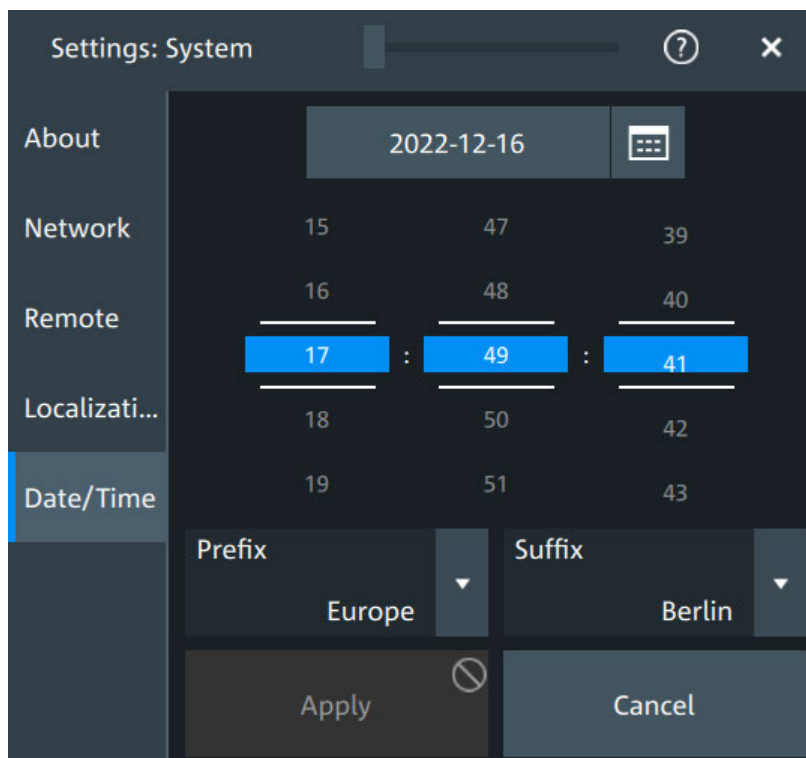 Settings: System
?
×
About
Network
Remote
Localizati...
Date/Time
2022-12-16
15 47 39
16 48 40
17 : 49 : 41
18 50 42
19 51 43
Prefix
Europe
Suffix
Berlin
Apply
Cancel